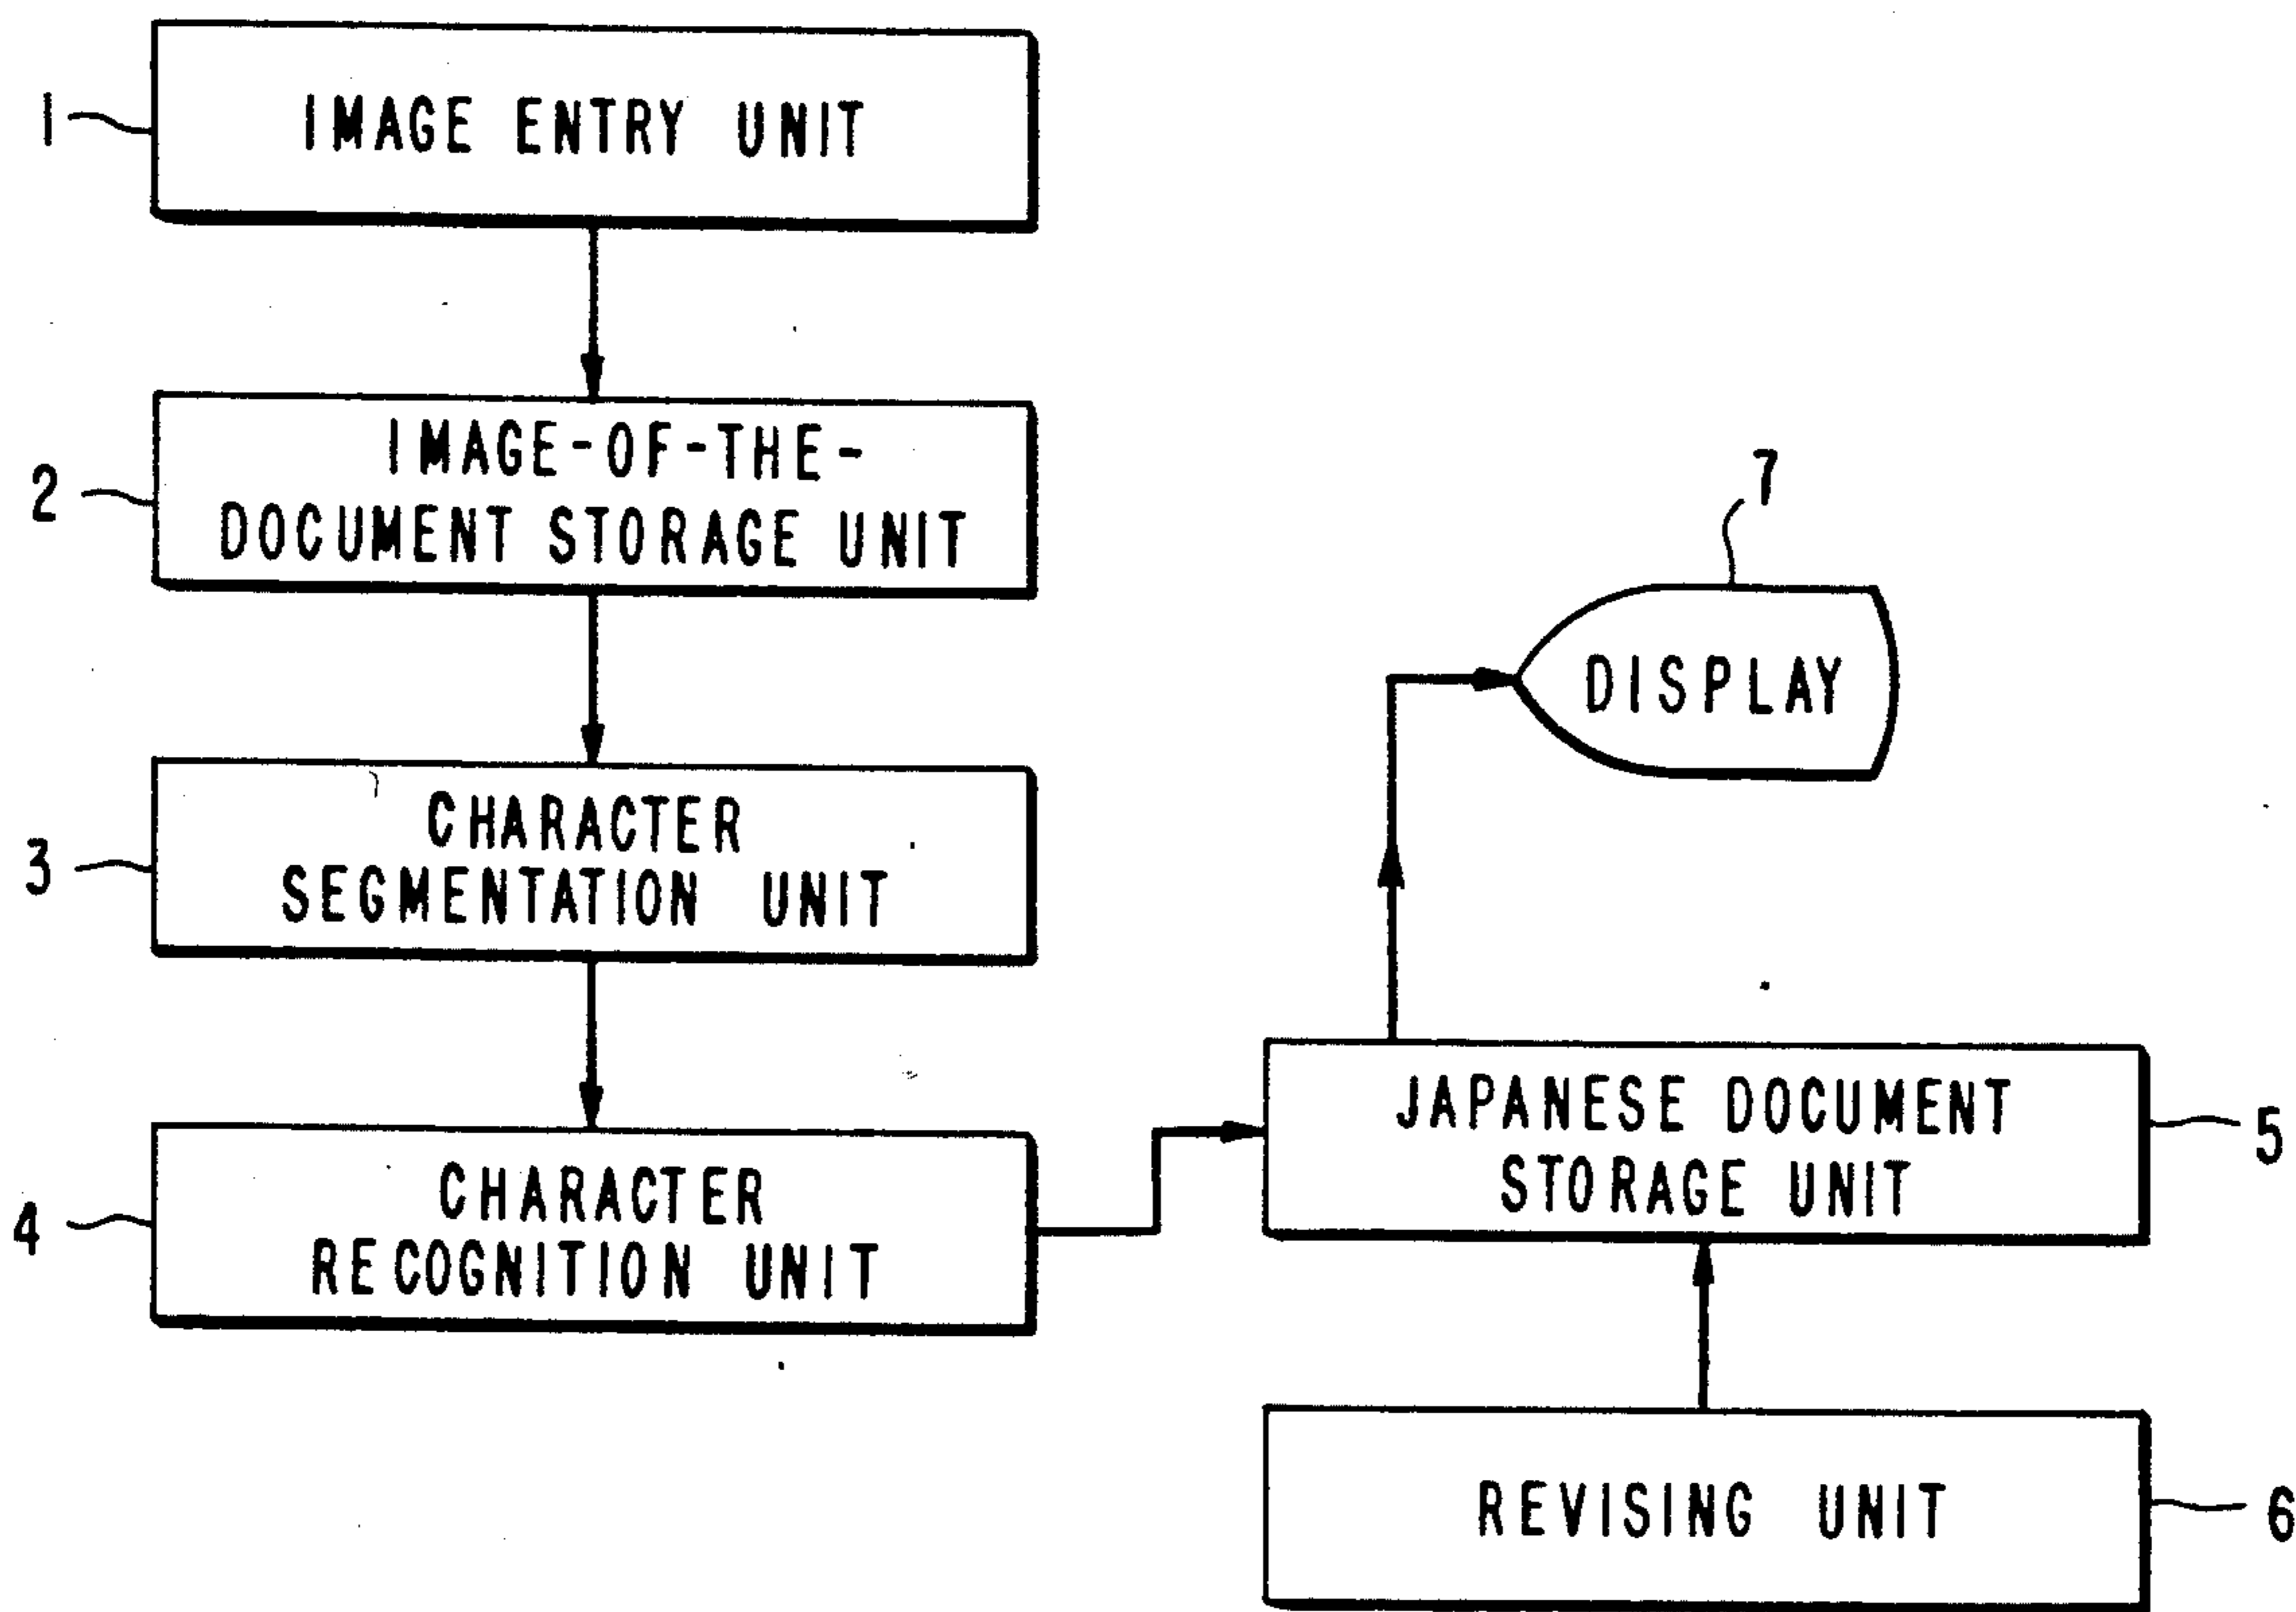 1
IMAGE ENTRY UNIT
2
IMAGE-OF-THE-
DOCUMENT STORAGE UNIT
3
CHARACTER
SEGMENTATION UNIT
4
CHARACTER
RECOGNITION UNIT
7
DISPLAY
JAPANESE DOCUMENT
STORAGE UNIT
5
REVISING UNIT
6